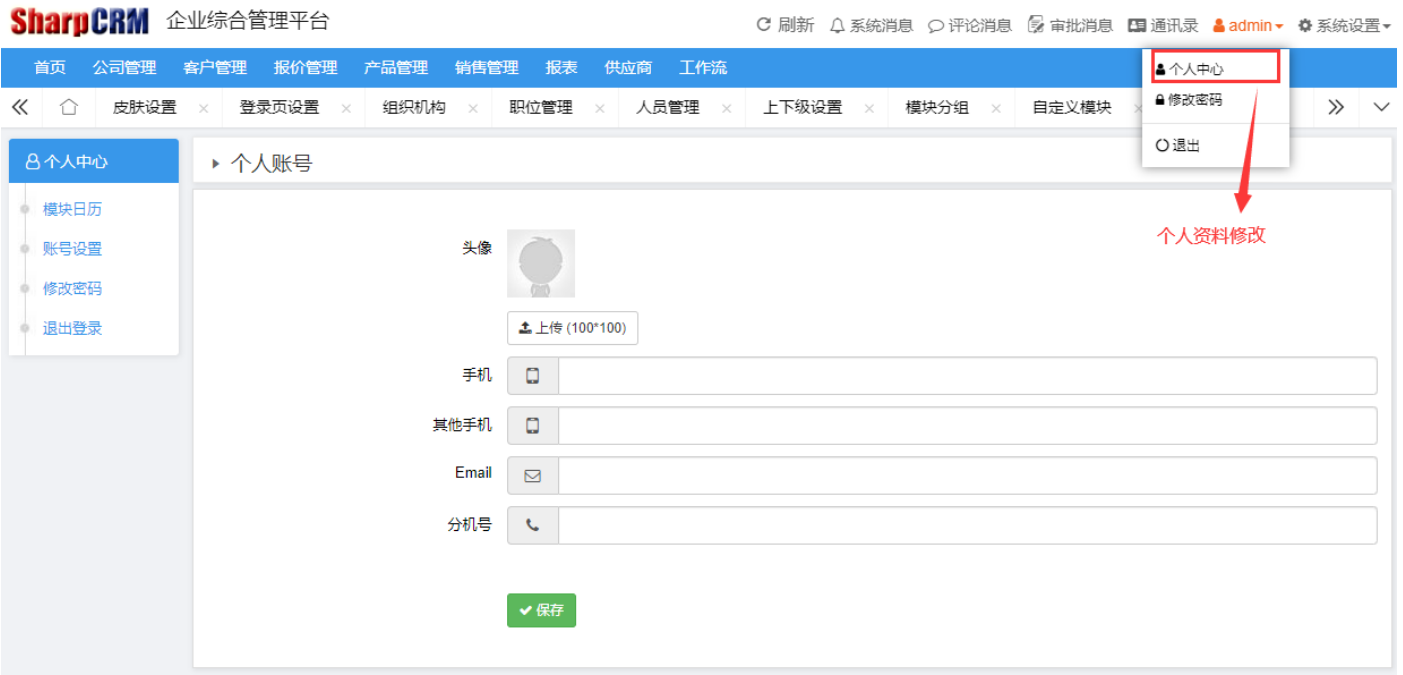 SharpCRM 企业综合管理平台 刷新 系统消息 评论消息 审批消息 通讯录 admin 系统设置
首页 公司管理 客户管理 报价管理 产品管理 销售管理 报表 供应商 工作流
个人中心
修改密码
退出
皮肤设置 登录页设置 组织机构 职位管理 人员管理 上下级设置 模块分组 自定义模块
个人中心
模块日历
账号设置
修改密码
退出登录
个人账号
个人资料修改
头像
上传 (100*100)
手机
其他手机
Email
分机号
保存